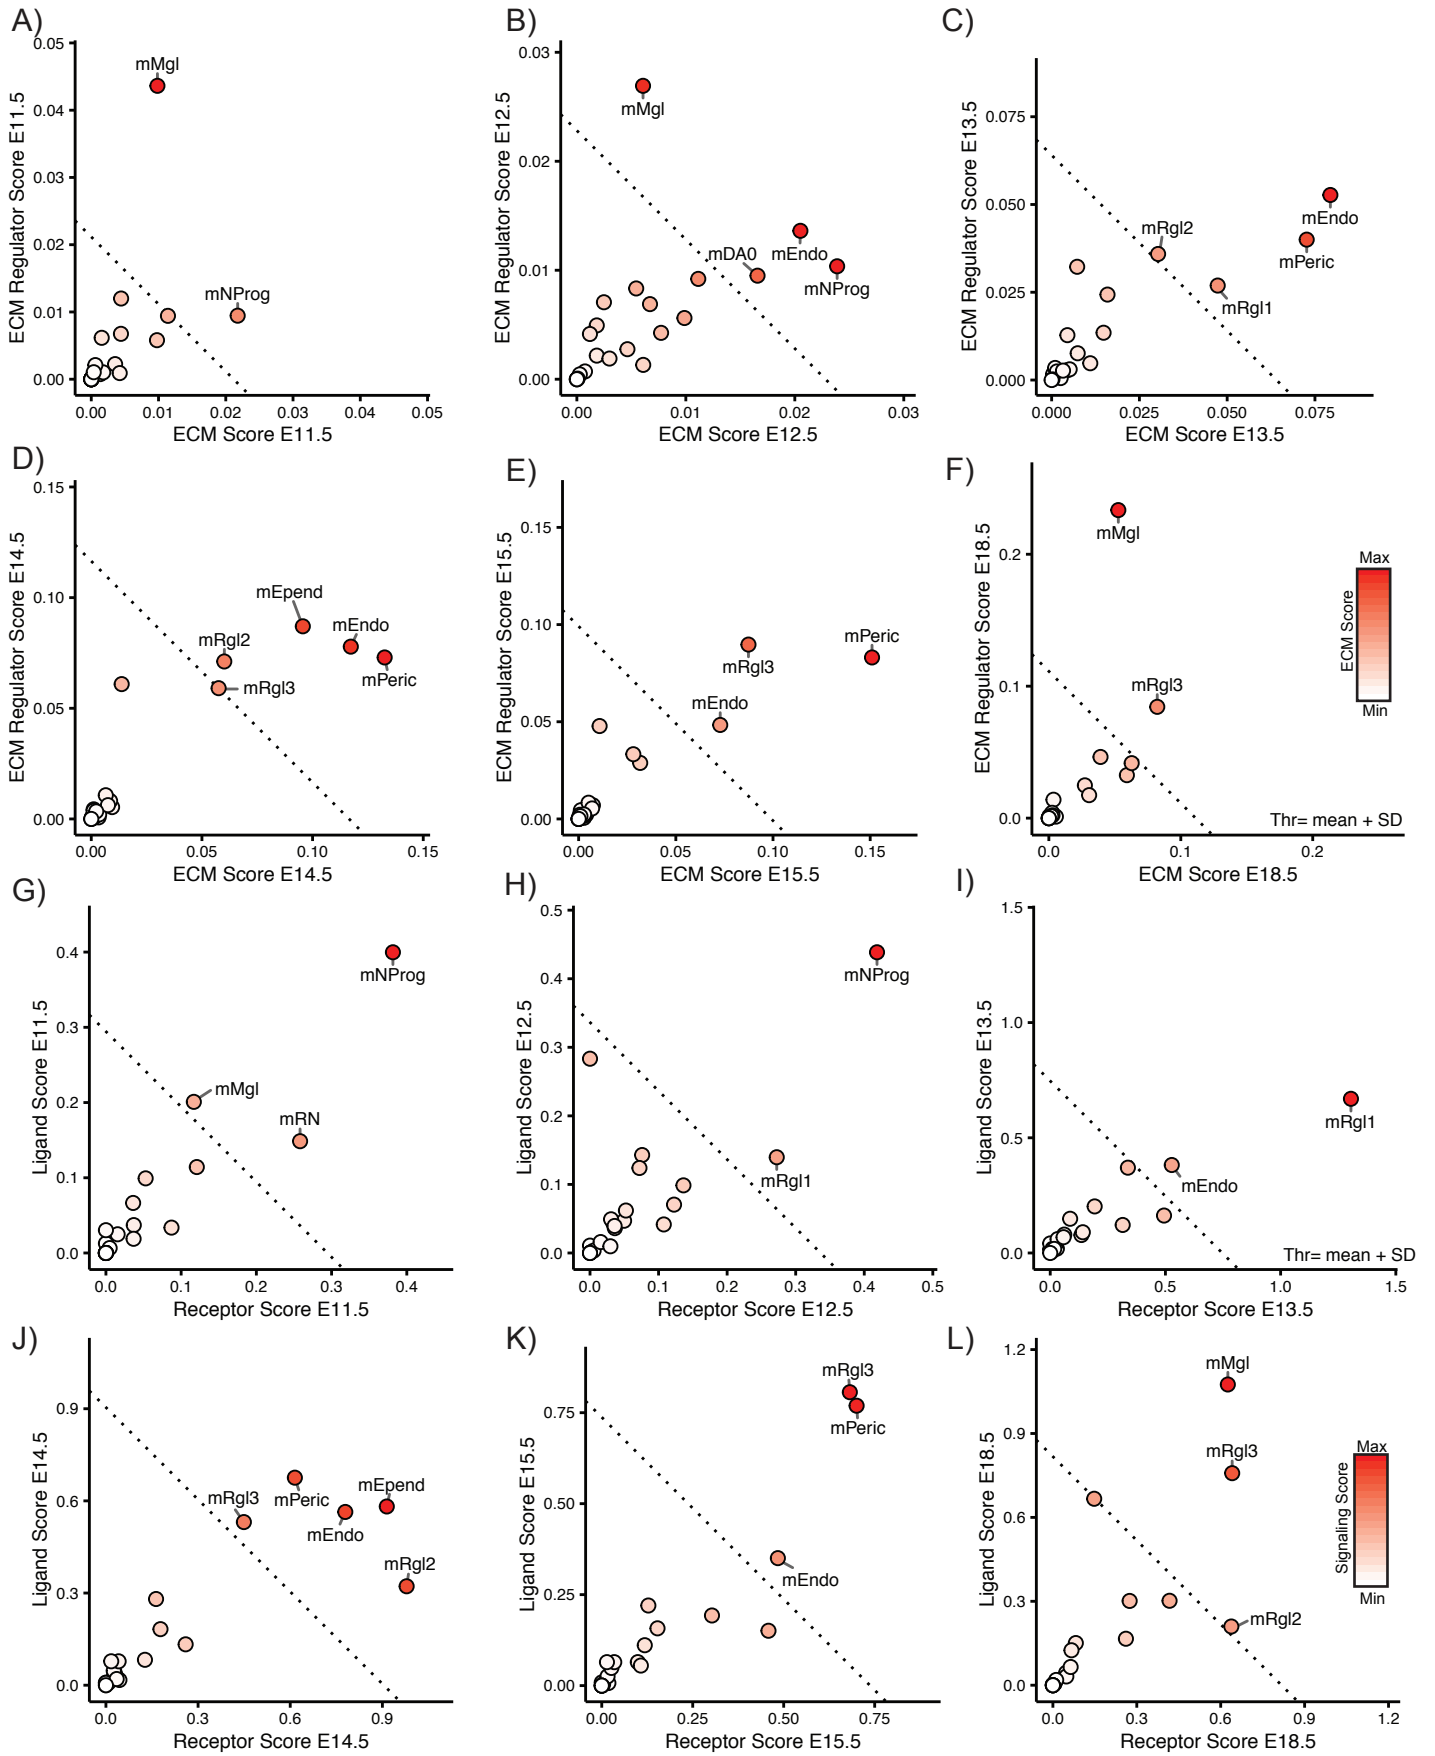 A)
0.05
0.04
0.03
0.02
0.01
0.00
ECM Regulator Score E11.5
mMgl
mNProg
0.00 0.01 0.02 0.03 0.04 0.05
ECM Score E11.5
B)
0.03
0.02
0.01
0.00
ECM Regulator Score E12.5
mMgl
mDA0
mEndo
mNProg
0.00 0.01 0.02 0.03
ECM Score E12.5
C)
0.075
0.050
0.025
0.000
ECM Regulator Score E13.5
mRgl2
mEndo
mPeric
mRgl1
0.000 0.025 0.050 0.075
ECM Score E13.5
D)
0.15
0.10
0.05
0.00
ECM Regulator Score E14.5
mEpend
mEndo
mRgl2
mPeric
mRgl3
0.00 0.05 0.10 0.15
ECM Score E14.5
E)
0.15
0.10
0.05
0.00
ECM Regulator Score E15.5
mPeric
mRgl3
mEndo
0.00 0.05 0.10 0.15
ECM Score E15.5
F)
0.2
0.1
0.0
ECM Regulator Score E18.5
mMgl
mRgl3
Max
ECM Score
Min
Thr= mean + SD
0.0 0.1 0.2
ECM Score E18.5
G)
0.4
0.3
0.2
0.1
0.0
Ligand Score E11.5
mNProg
mMgl
mRN
0.0 0.1 0.2 0.3 0.4
Receptor Score E11.5
H)
0.5
0.4
0.3
0.2
0.1
0.0
Ligand Score E12.5
mNProg
mRgl1
0.0 0.1 0.2 0.3 0.4 0.5
Receptor Score E12.5
I)
1.5
1.0
0.5
0.0
Ligand Score E13.5
mRgl1
mEndo
Thr= mean + SD
0.0 0.5 1.0 1.5
Receptor Score E13.5
J)
0.9
0.6
0.3
0.0
Ligand Score E14.5
mRgl3
mPeric
mEpend
mEndo
mRgl2
0.0 0.3 0.6 0.9
Receptor Score E14.5
K)
0.75
0.50
0.25
0.00
Ligand Score E15.5
mRgl3
mPeric
mEndo
0.00 0.25 0.50 0.75
Receptor Score E15.5
L)
1.2
0.9
0.6
0.3
0.0
Ligand Score E18.5
mMgl
mRgl3
mRgl2
Max
Signaling Score
Min
0.0 0.3 0.6 0.9 1.2
Receptor Score E18.5